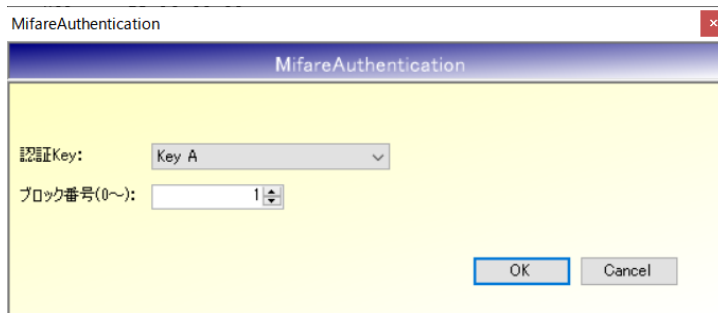 MifareAuthentication
×
MifareAuthentication
認証Key:
Key A
ブロック番号(0～):
1
OK
Cancel